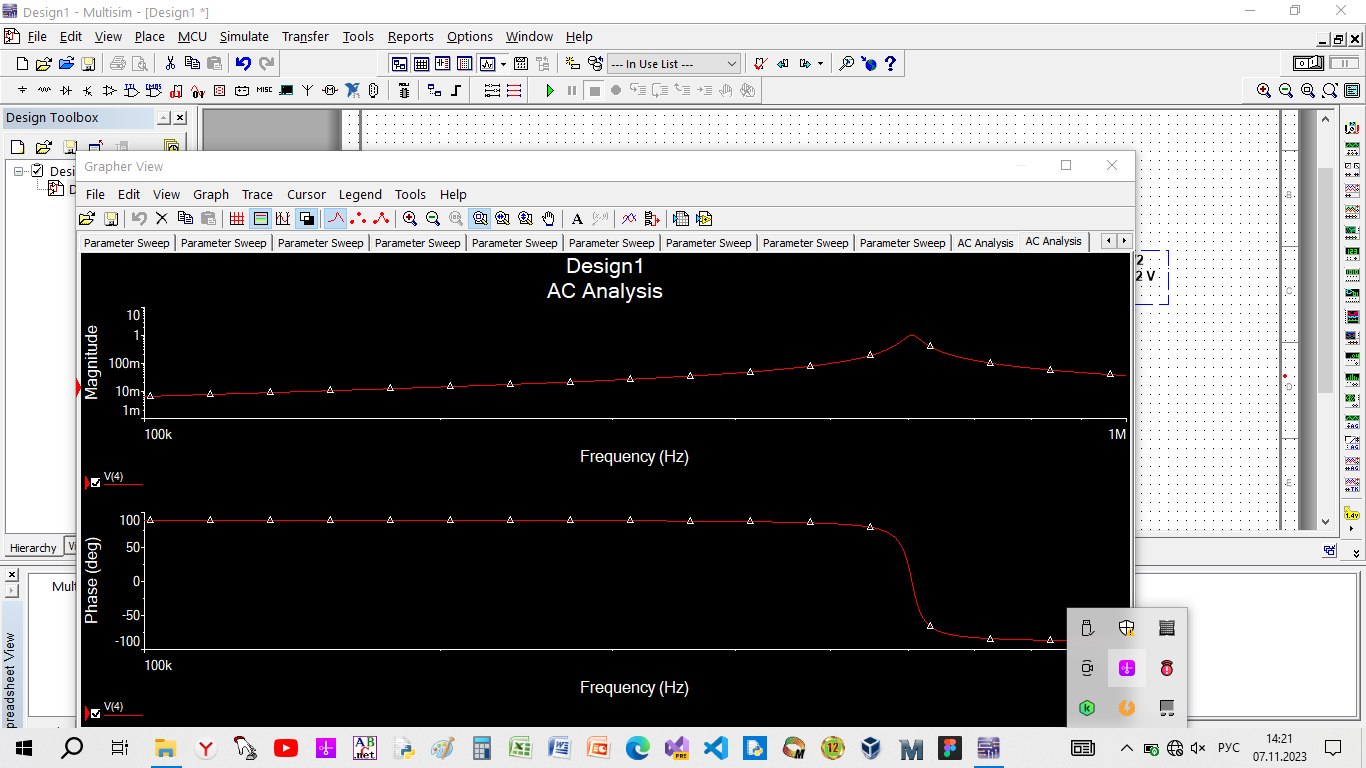 Design1 - Multisim - [Design1 *]
File Edit View Place MCU Simulate Transfer Tools Reports Options Window Help
--- In Use List ---
MISC
Design Toolbox
Desi
D
Grapher View
File Edit View Graph Trace Cursor Legend Tools Help
A
Parameter Sweep Parameter Sweep Parameter Sweep Parameter Sweep Parameter Sweep Parameter Sweep Parameter Sweep Parameter Sweep Parameter Sweep AC Analysis AC Analysis
Design1
AC Analysis
Magnitude
10
1
100m
10m
1m
100k 1M
Frequency (Hz)
V(4)
Phase (deg)
100
50
0
-50
-100
100k
Frequency (Hz)
V(4)
B
C
D
E
2 V
1.4v
Hierarchy Vi
Mult
preadsheet View
РУС
14:21
07.11.2023